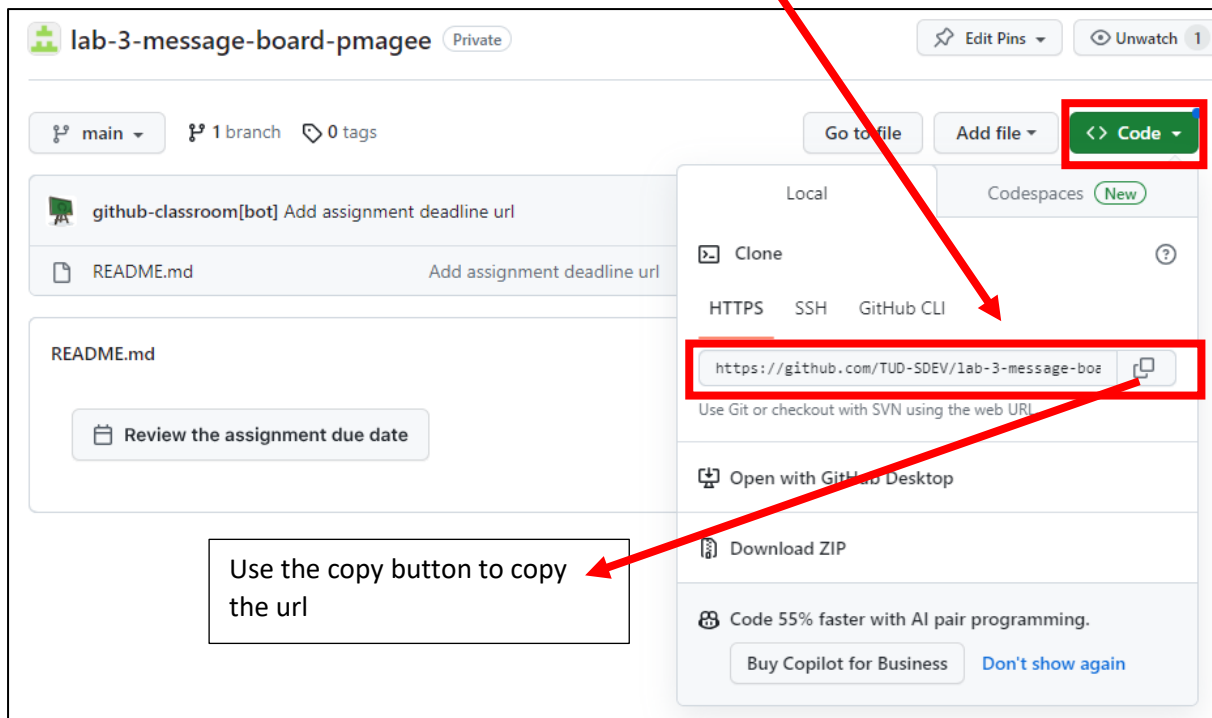 lab-3-message-board-pmagee Private
Edit Pins
Unwatch 1
main
1 branch
0 tags
Go to file
Add file
<> Code
github-classroom[bot] Add assignment deadline url
README.md
Add assignment deadline url
README.md
Review the assignment due date
Local
Codespaces New
Clone
HTTPS SSH GitHub CLI
https://github.com/TUD-SDEV/lab-3-message-boa
Use Git or checkout with SVN using the web URL.
Open with GitHub Desktop
Download ZIP
Code 55% faster with AI pair programming.
Buy Copilot for Business
Don't show again
Use the copy button to copy
the url